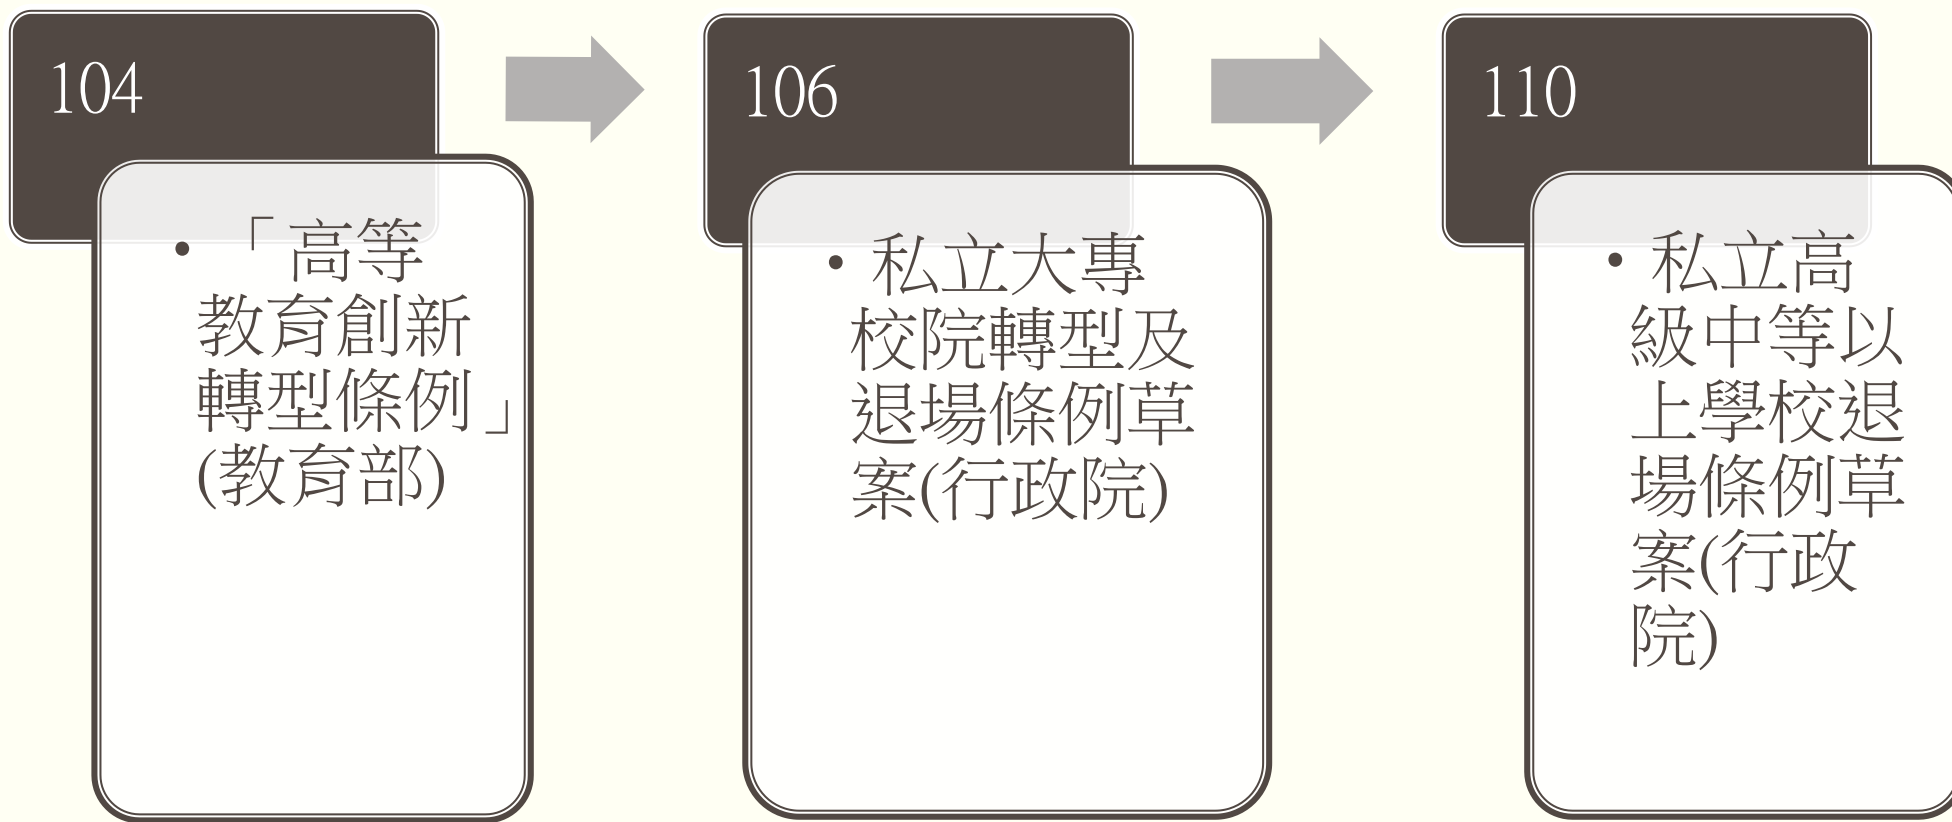 104
• 「高等
教育創新
轉型條例」
(教育部)
106
• 私立大專
校院轉型及
退場條例草
案(行政院)
110
• 私立高
級中等以
上學校退
場條例草
案(行政
院)